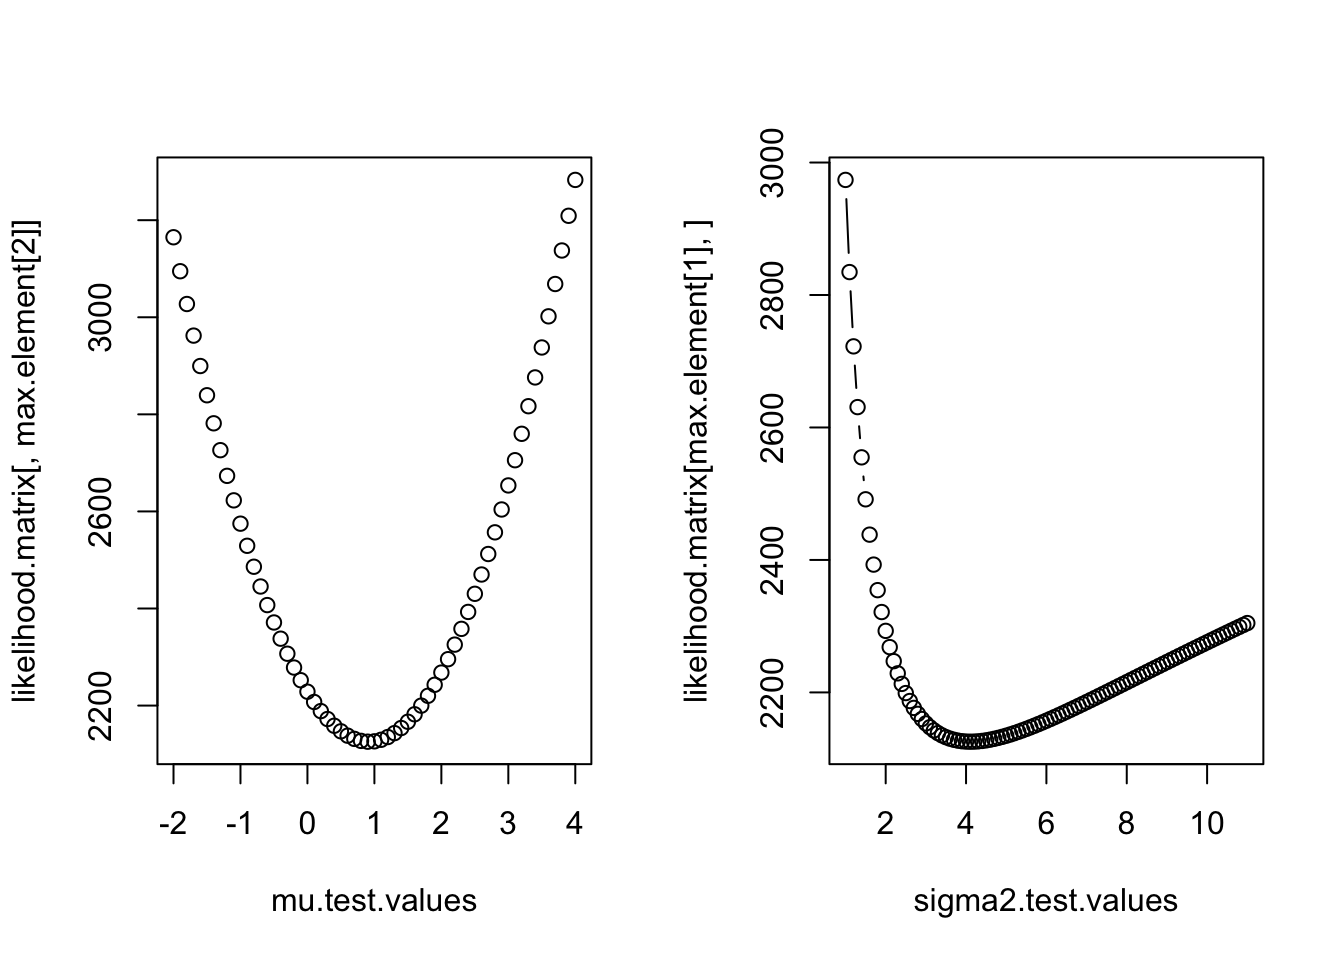 likelihood.matrix[, max.element[2]]
3000
2600
2200
-2 -1 0 1 2 3 4
mu.test.values
likelihood.matrix[max.element[1], ]
3000
2800
2600
2400
2200
2 4 6 8 10
sigma2.test.values